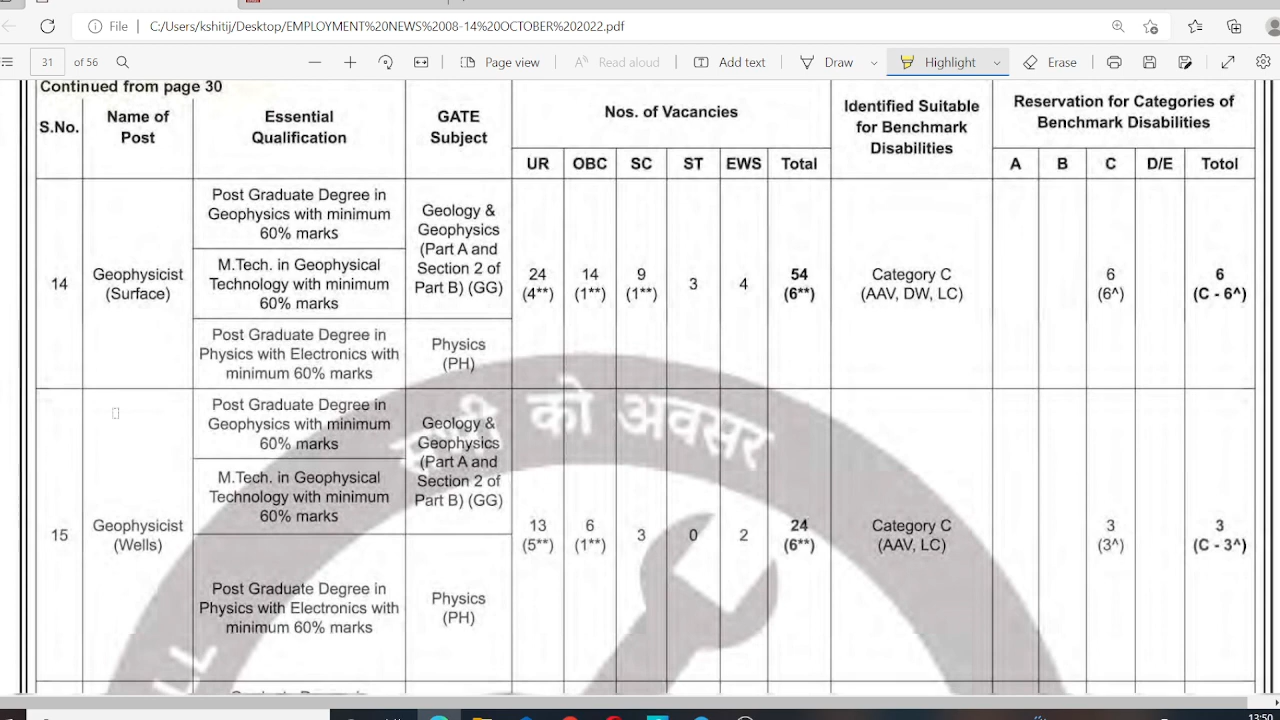 File C:/Users/kshitij/Desktop/EMPLOYMENT%20NEWS%2008-14%20OCTOBER%202022.pdf
31 of 56 Page view Read aloud Add text Draw Highlight Erase
Continued from page 30
S.No. Name of Post Essential Qualification GATE Subject Nos. of Vacancies Identified Suitable for Benchmark Disabilities Reservation for Categories of Benchmark Disabilities
UR OBC SC ST EWS Total A B C D/E Totol
14
Geophysicist
(Surface)
Post Graduate Degree in
Geophysics with minimum
60% marks
M.Tech. in Geophysical
Technology with minimum
60% marks
Post Graduate Degree in
Physics with Electronics with
minimum 60% marks
Geology &
Geophysics
(Part A and
Section 2 of
Part B) (GG)
Physics
(PH)
24 14 9 3 4 54
(4**) (1**) (1**) (6**)
Category C
(AAV, DW, LC)
6 6
(6^) (C - 6^)
15
Geophysicist
(Wells)
Post Graduate Degree in
Geophysics with minimum
60% marks
M.Tech. in Geophysical
Technology with minimum
60% marks
Post Graduate Degree in
Physics with Electronics with
minimum 60% marks
Geology &
Geophysics
(Part A and
Section 2 of
Part B) (GG)
Physics
(PH)
13 6 3 0 2 24
(5**) (1**) (6**)
Category C
(AAV, LC)
3 3
(3^) (C - 3^)
को अवसर
13:50